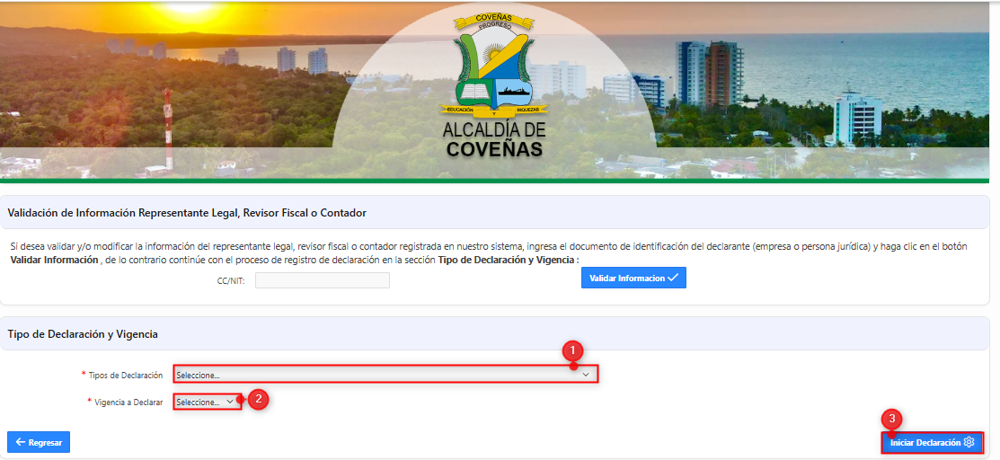 COVEÑAS
PROGRESO
EDUCACIÓN Y RIQUEZAS
ALCALDÍA DE
COVEÑAS
Validación de Información Representante Legal, Revisor Fiscal o Contador
Si desea validar y/o modificar la información del representante legal, revisor fiscal o contador registrada en nuestro sistema, ingresa el documento de identificación del declarante (empresa o persona jurídica) y haga clic en el botón
Validar Información , de lo contrario continúe con el proceso de registro de declaración en la sección Tipo de Declaración y Vigencia :
CC/NIT:
Validar Informacion
Tipo de Declaración y Vigencia
1
* Tipos de Declaración Seleccione...
* Vigencia a Declarar Seleccione... 2
3
Regresar
Iniciar Declaración